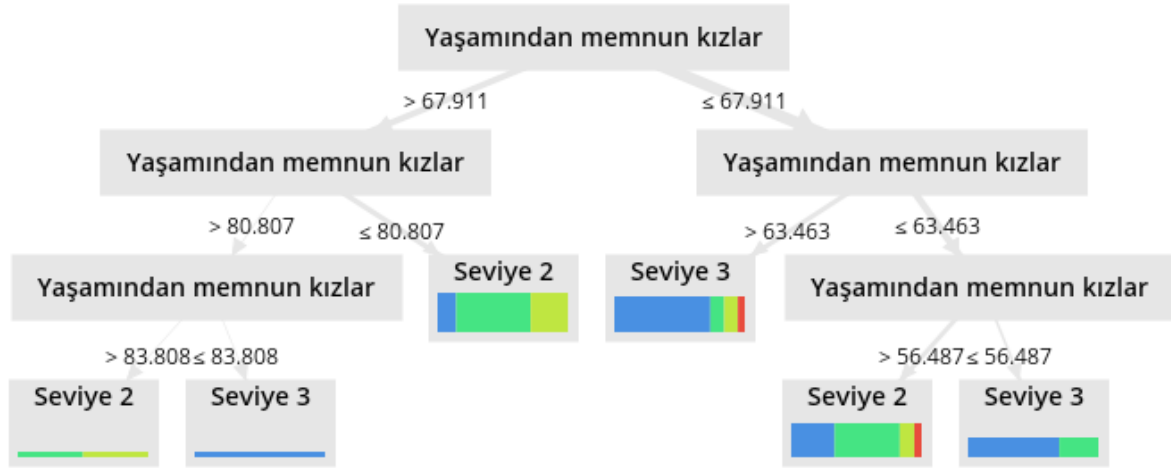 Yaşamından memnun kızlar
> 67.911
≤ 67.911
Yaşamından memnun kızlar
Yaşamından memnun kızlar
> 80.807
≤ 80.807
> 63.463
≤ 63.463
Yaşamından memnun kızlar
Seviye 2
Seviye 3
Yaşamından memnun kızlar
> 83.808
≤ 83.808
> 56.487
≤ 56.487
Seviye 2
Seviye 3
Seviye 2
Seviye 3